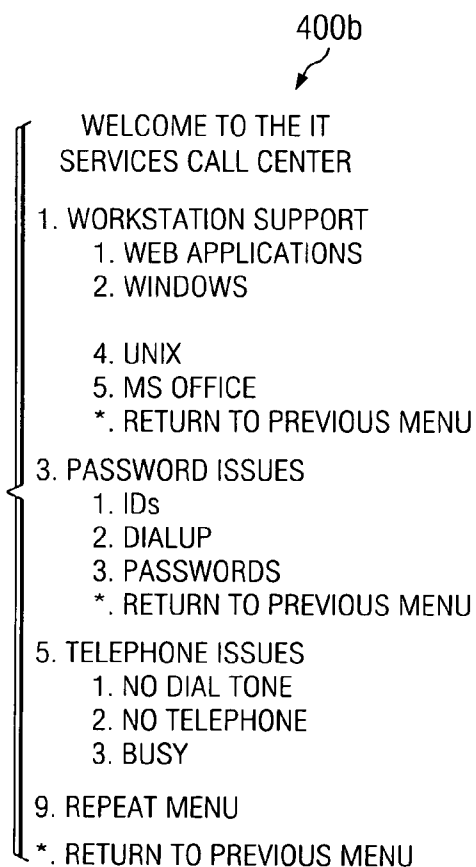 400b
WELCOME TO THE IT
SERVICES CALL CENTER
1. WORKSTATION SUPPORT
1. WEB APPLICATIONS
2. WINDOWS
4. UNIX
5. MS OFFICE
*. RETURN TO PREVIOUS MENU
3. PASSWORD ISSUES
1. IDs
2. DIALUP
3. PASSWORDS
*. RETURN TO PREVIOUS MENU
5. TELEPHONE ISSUES
1. NO DIAL TONE
2. NO TELEPHONE
3. BUSY
9. REPEAT MENU
*. RETURN TO PREVIOUS MENU